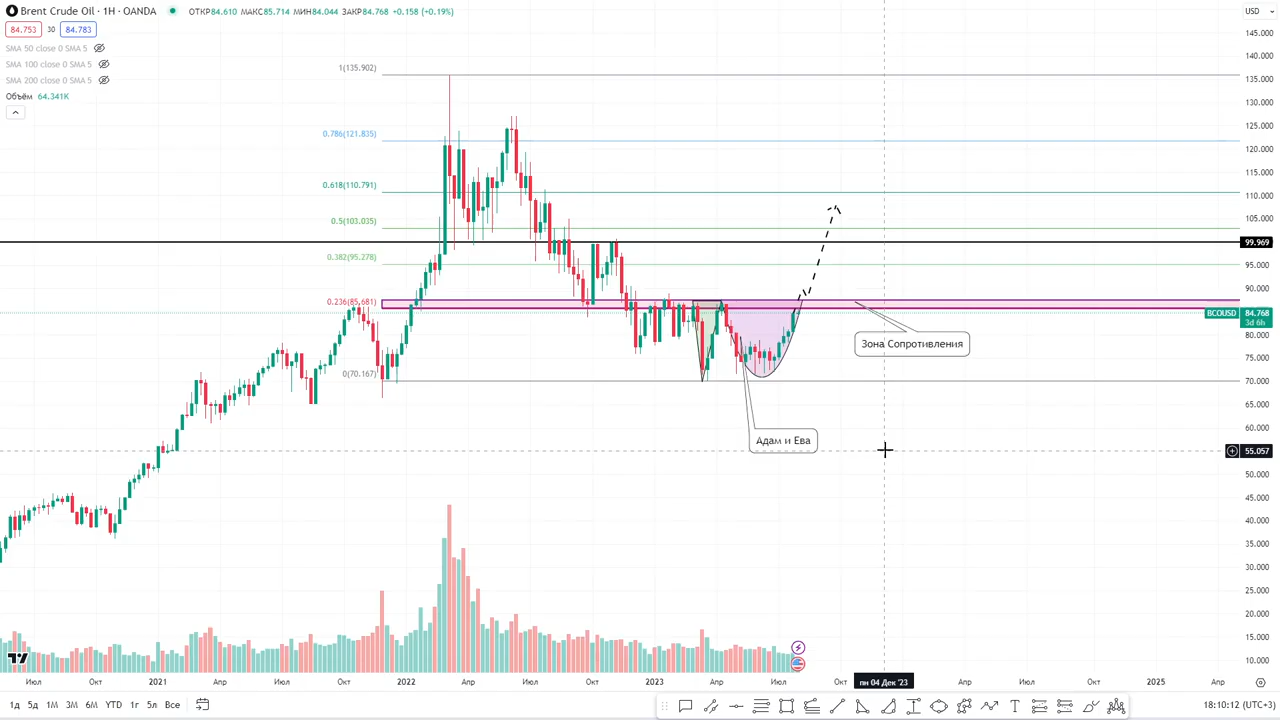 Brent Crude Oil · 1Н · OANDA ОТКР84.610 МАКС85.714 МИН84.044 ЗАКР84.768 +0.158 (+0.19%)
USD
84.753 30 84.783
SMA 50 close 0 SMA 5
SMA 100 close 0 SMA 5
SMA 200 close 0 SMA 5
Объём 64.341K
145.000
140.000
1(135.902)
135.000
130.000
125.000
0.786(121.835)
120.000
115.000
0.618(110.791)
110.000
105.000
0.5(103.035)
99.969
0.382(95.278)
95.000
90.000
0.236(85.681)
BCOUSD 84.768
3d 6h
80.000
Зона Сопротивления
75.000
0(70.167)
70.000
65.000
60.000
Адам и Ева
55.057
50.000
45.000
40.000
35.000
30.000
25.000
20.000
15.000
10.000
Июл Окт 2021 Апр Июл Окт 2022 Апр Июл Окт 2023 Апр Июл Окт пн 04 Дек '23 Апр Июл Окт 2025 Апр
1д 5д 1М 3М 6М YTD 1г 5л Все
18:10:12 (UTC+3)